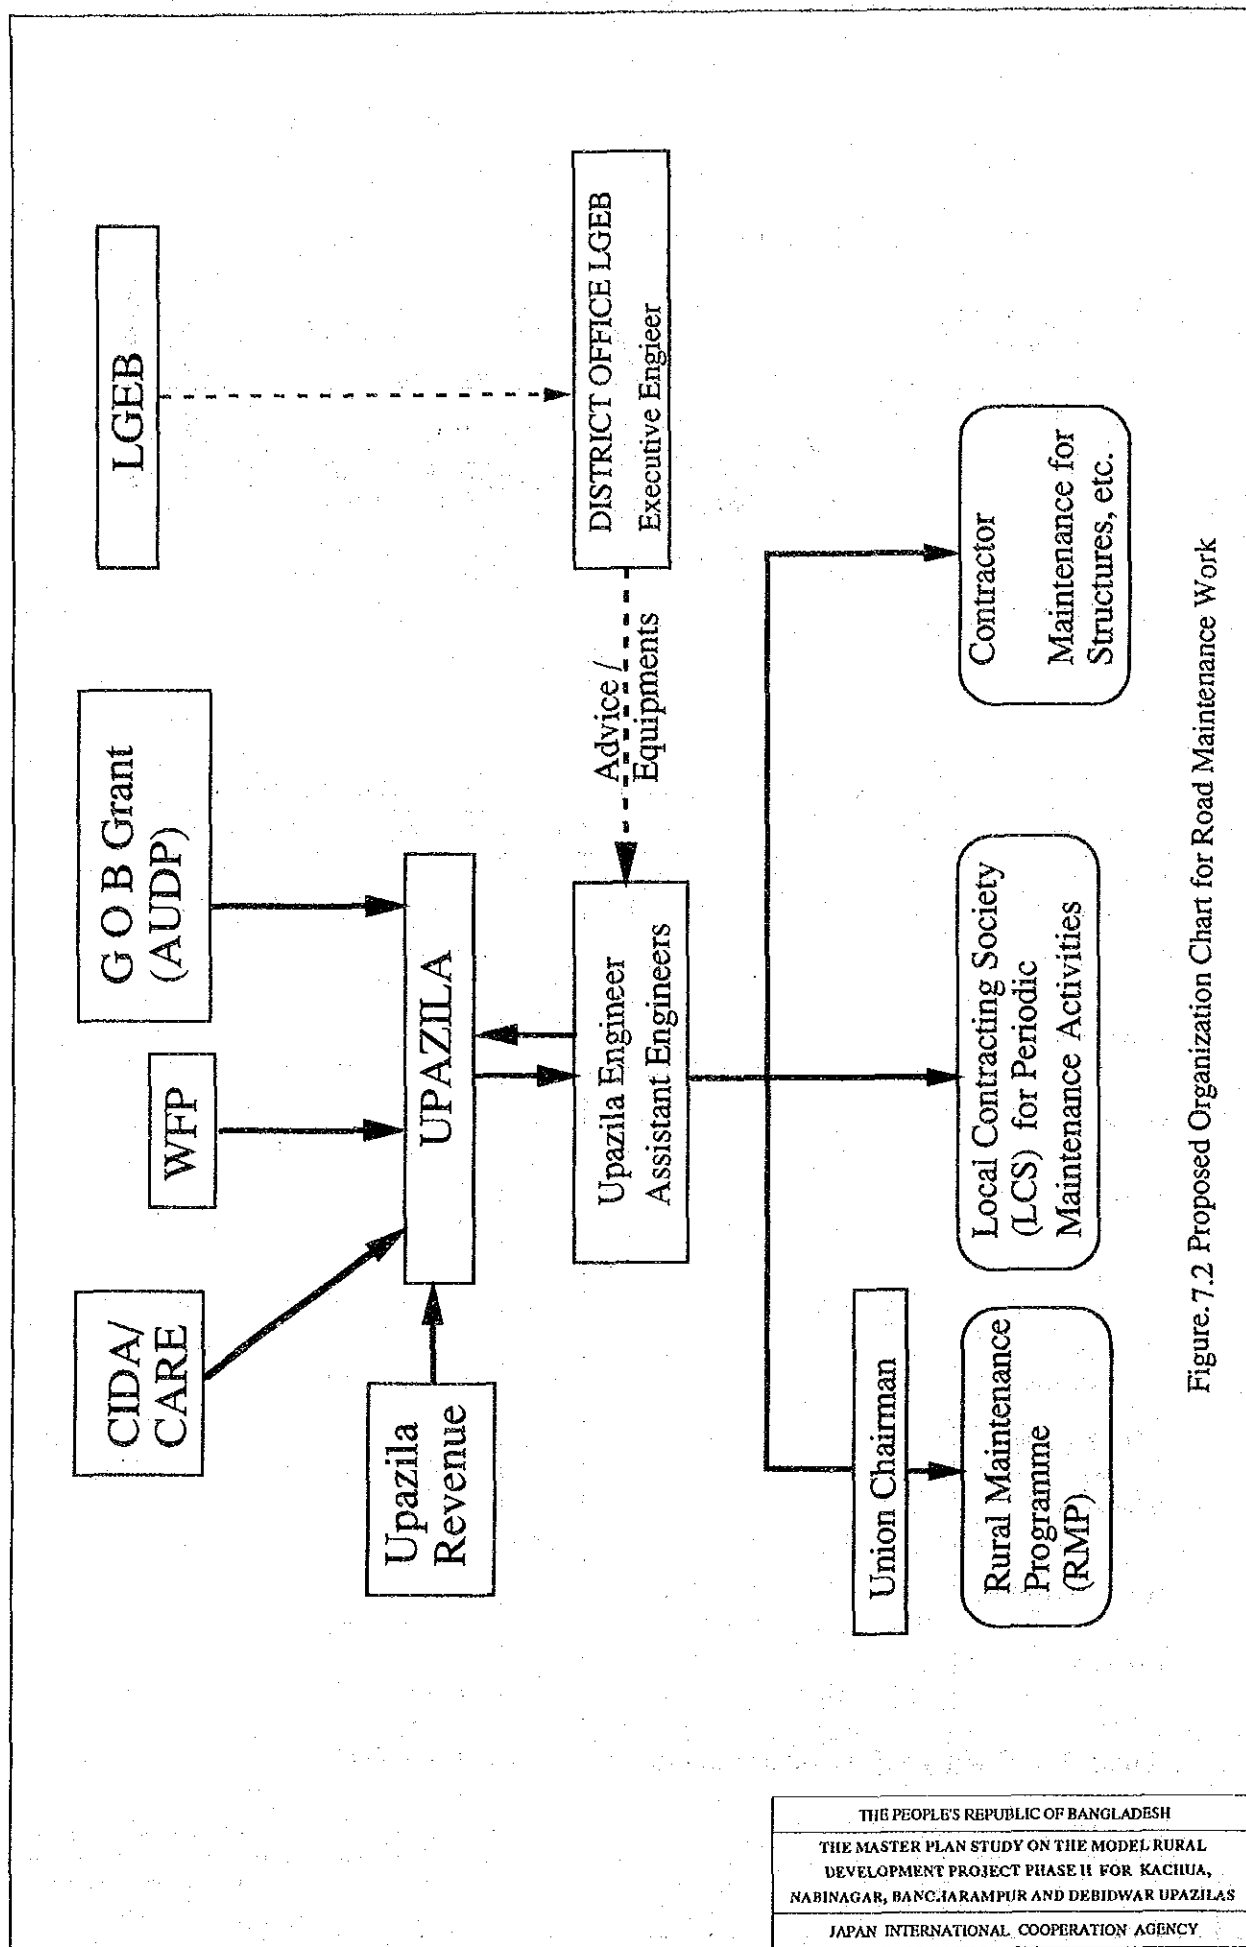 CIDA/
CARE
WFP
G O B Grant
(AUDP)
LGEB
Upazila
Revenue
UPAZILA
Upazila Engineer
Assistant Engineers
Advice /
Equipments
DISTRICT OFFICE LGEB
Executive Engieer
Union Chairman
Rural Maintenance
Programme
(RMP)
Local Contracting Society
(LCS) for Periodic
Maintenance Activities
Contractor
Maintenance for
Structures, etc.
Figure. 7.2 Proposed Organization Chart for Road Maintenance Work
THE PEOPLE'S REPUBLIC OF BANGLADESH
THE MASTER PLAN STUDY ON THE MODEL RURAL
DEVELOPMENT PROJECT PHASE II FOR KACHUA,
NABINAGAR, BANCHARAMPUR AND DEBIDWAR UPAZILAS
JAPAN INTERNATIONAL COOPERATION AGENCY